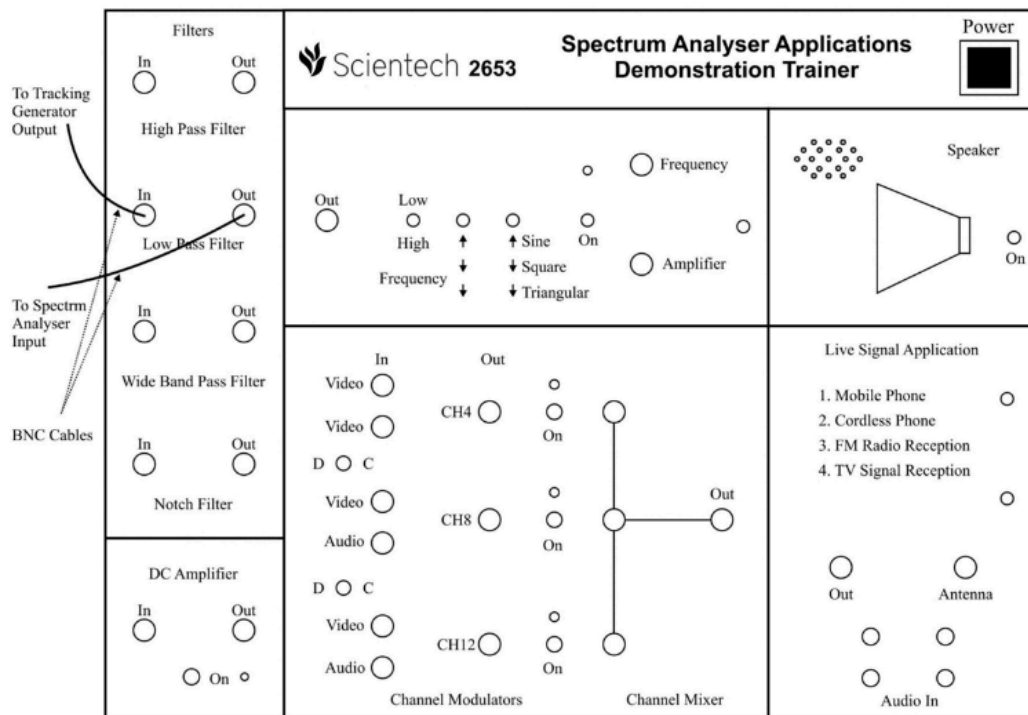 Filters
In Out
High Pass Filter
To Tracking
Generator
Output
In Out
Low Pass Filter
To Spectrm
Analyser
Input
In Out
Wide Band Pass Filter
BNC Cables
In Out
Notch Filter
DC Amplifier
In Out
On
Scientech 2653
Spectrum Analyser Applications
Demonstration Trainer
Power
Out
Low
High
Frequency
Sine
Square
Triangular
On
Frequency
Amplifier
Speaker
On
In Out
Video
Video
CH4
On
D C
Video
Audio
CH8
On
D C
Video
Audio
CH12
On
Out
Channel Modulators
Channel Mixer
Live Signal Application
1. Mobile Phone
2. Cordless Phone
3. FM Radio Reception
4. TV Signal Reception
Out
Antenna
Audio In